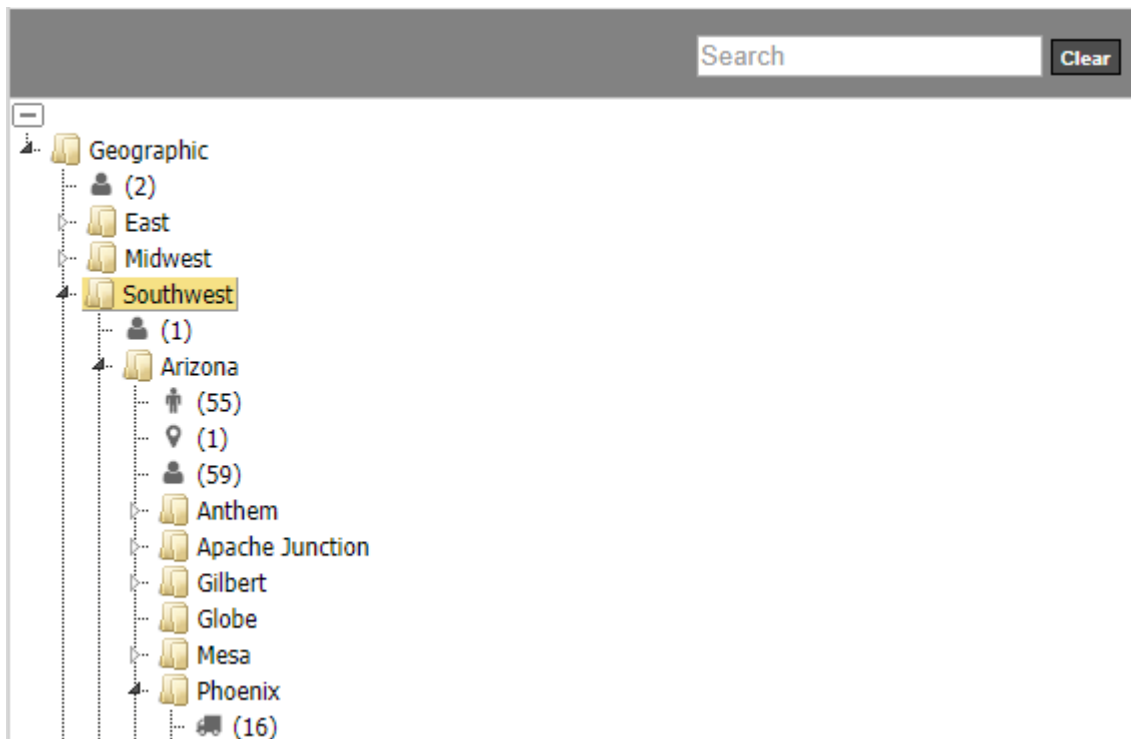 Search Clear
Geographic
(2)
East
Midwest
Southwest
(1)
Arizona
(55)
(1)
(59)
Anthem
Apache Junction
Gilbert
Globe
Mesa
Phoenix
(16)